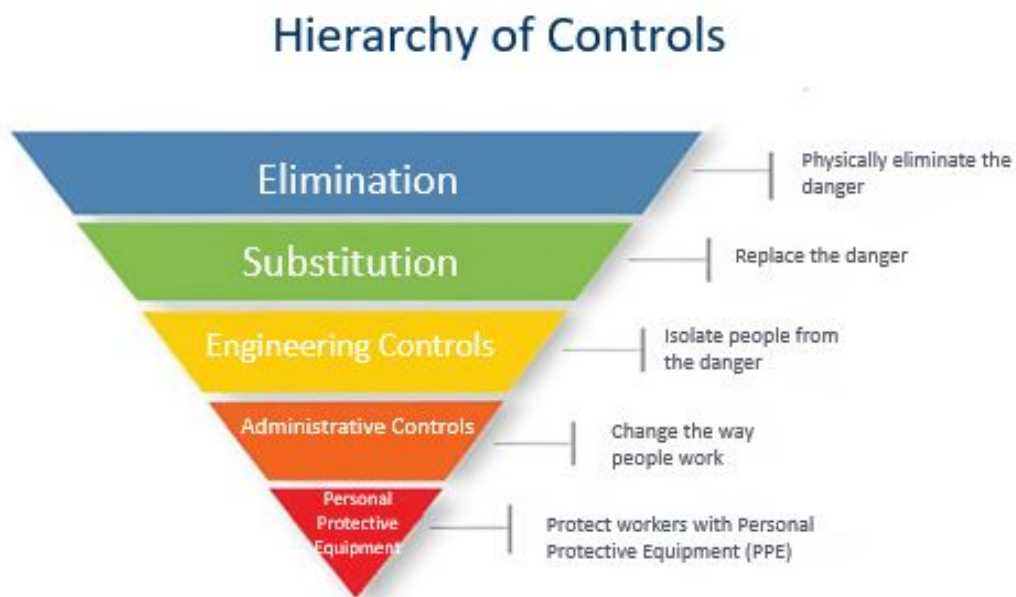 Hierarchy of Controls
Elimination
Physically eliminate the
danger
Substitution
Replace the danger
Engineering Controls
Isolate people from
the danger
Administrative Controls
Change the way
people work
Personal
Protective
Equipment
Protect workers with Personal
Protective Equipment (PPE)